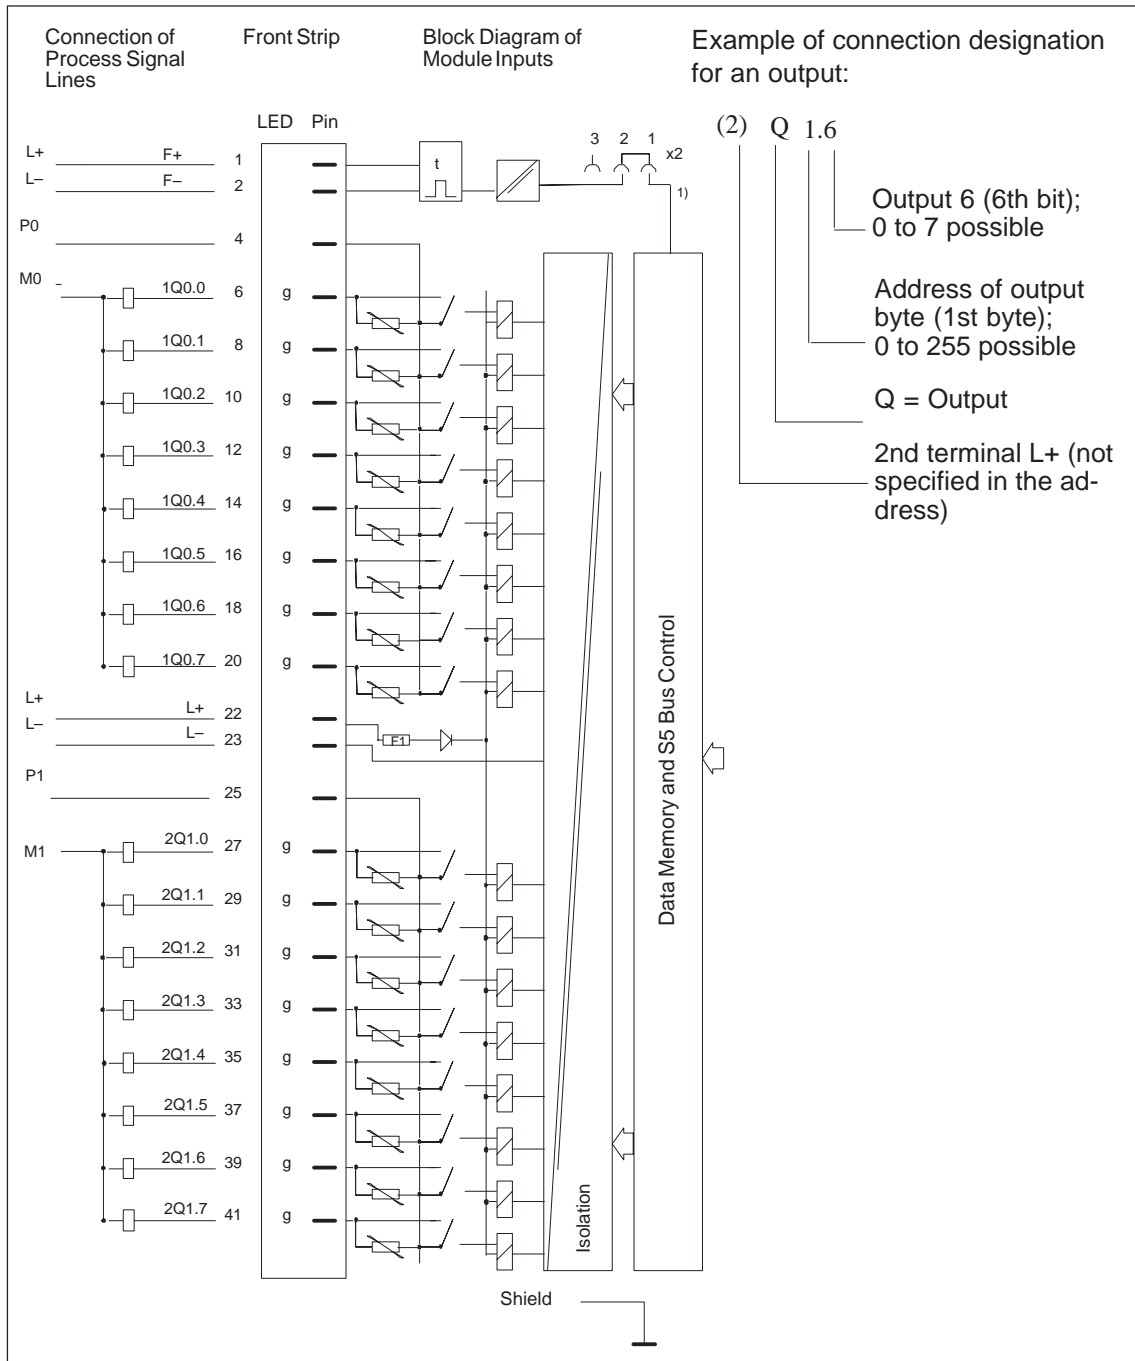 Connection of
Process Signal
Lines
Front Strip
Block Diagram of
Module Inputs
Example of connection designation
for an output:
LED Pin
(2) Q 1.6
3 2 1
x2
1)
L+ F+ 1
t
L– F– 2
Output 6 (6th bit);
0 to 7 possible
P0 4
M0
1Q0.0 6 g
Address of output
byte (1st byte);
0 to 255 possible
1Q0.1 8 g
1Q0.2 10 g
Q = Output
1Q0.3 12 g
2nd terminal L+ (not
specified in the ad-
dress)
1Q0.4 14 g
1Q0.5 16 g
1Q0.6 18 g
1Q0.7 20 g
L+
L+ 22
L–
L– 23
F1
P1
25
M1
2Q1.0 27 g
2Q1.1 29 g
2Q1.2 31 g
2Q1.3 33 g
2Q1.4 35 g
2Q1.5 37 g
2Q1.6 39 g
2Q1.7 41 g
Isolation
Data Memory and S5 Bus Control
Shield